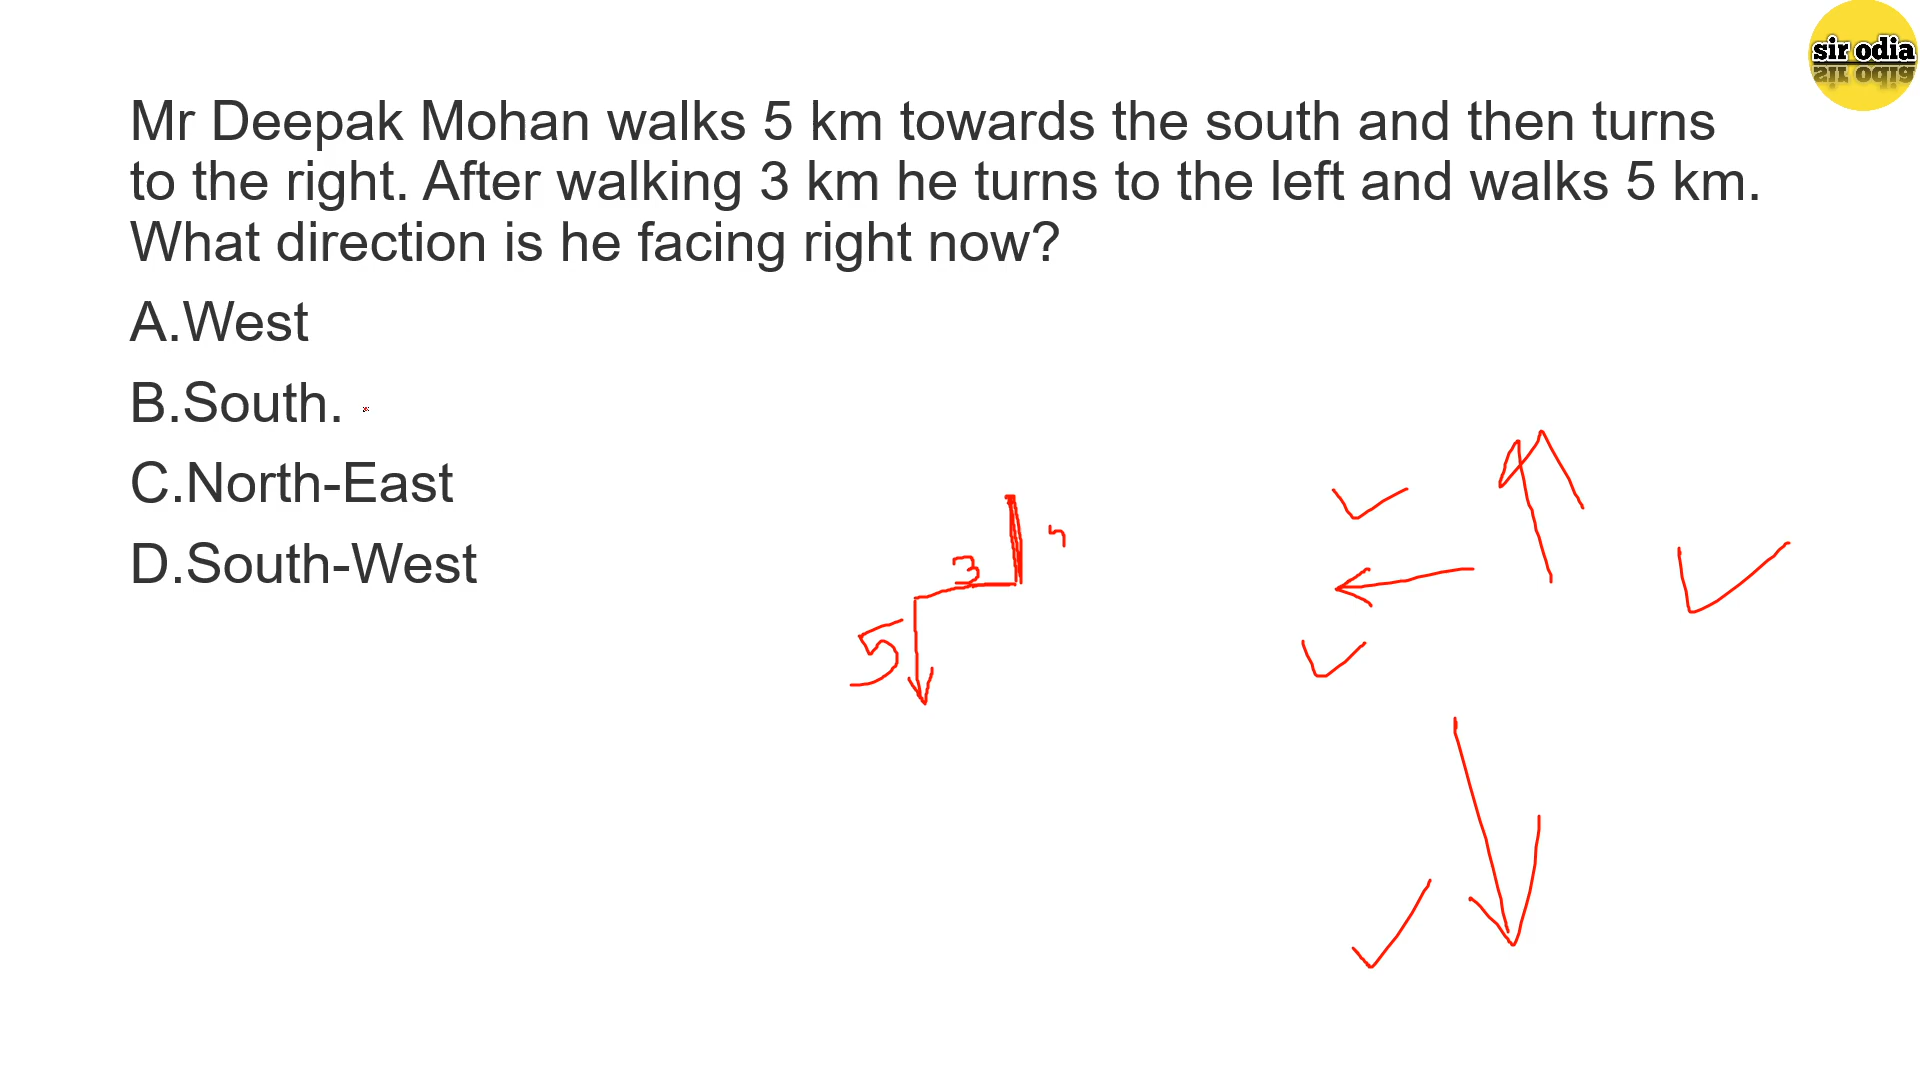 sir odia
Mr Deepak Mohan walks 5 km towards the south and then turns
to the right. After walking 3 km he turns to the left and walks 5 km.
What direction is he facing right now?
A.West
B.South.
C.North-East
D.South-West
3
5